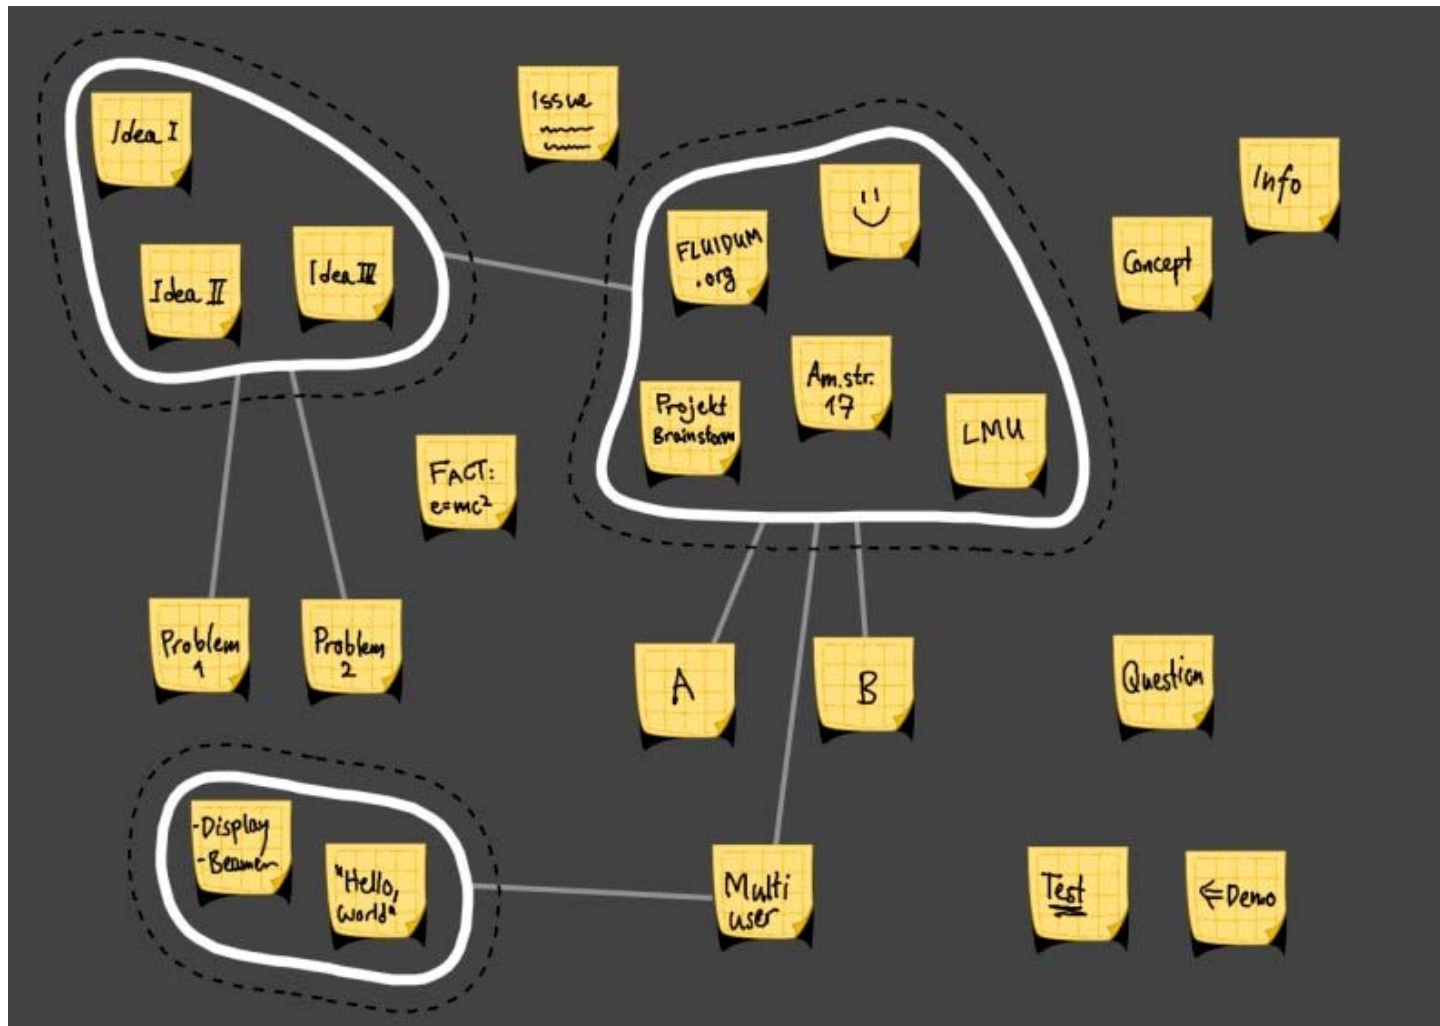 Idea I
Issue
Info
FLUIDUM
.org
Concept
Idea II
Idea III
Am.str.
17
Projekt
Brainstorm
LMU
FACT:
e=mc²
Problem
1
Problem
2
A
B
Question
-Display
-Beamer
"Hello,
World"
Multi
user
Test
⇐Demo